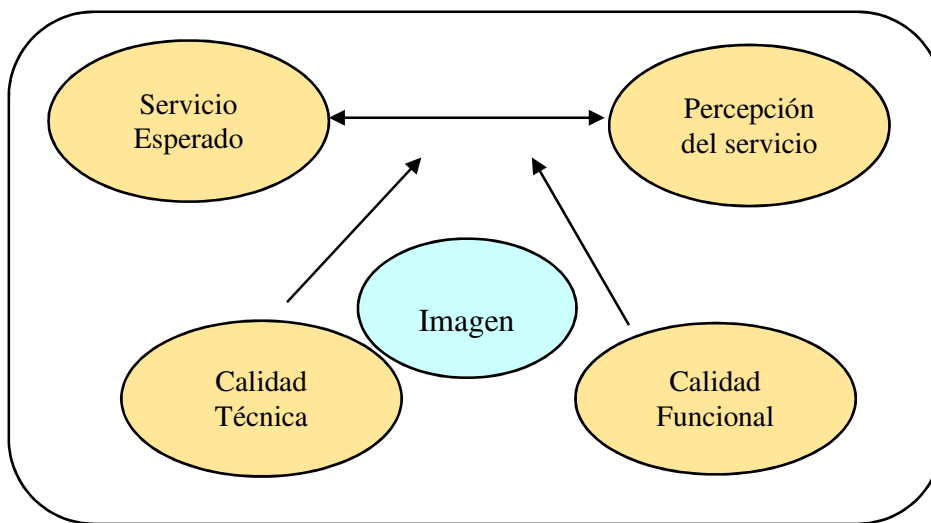 Servicio
Esperado
Percepción
del servicio
Imagen
Calidad
Técnica
Calidad
Funcional